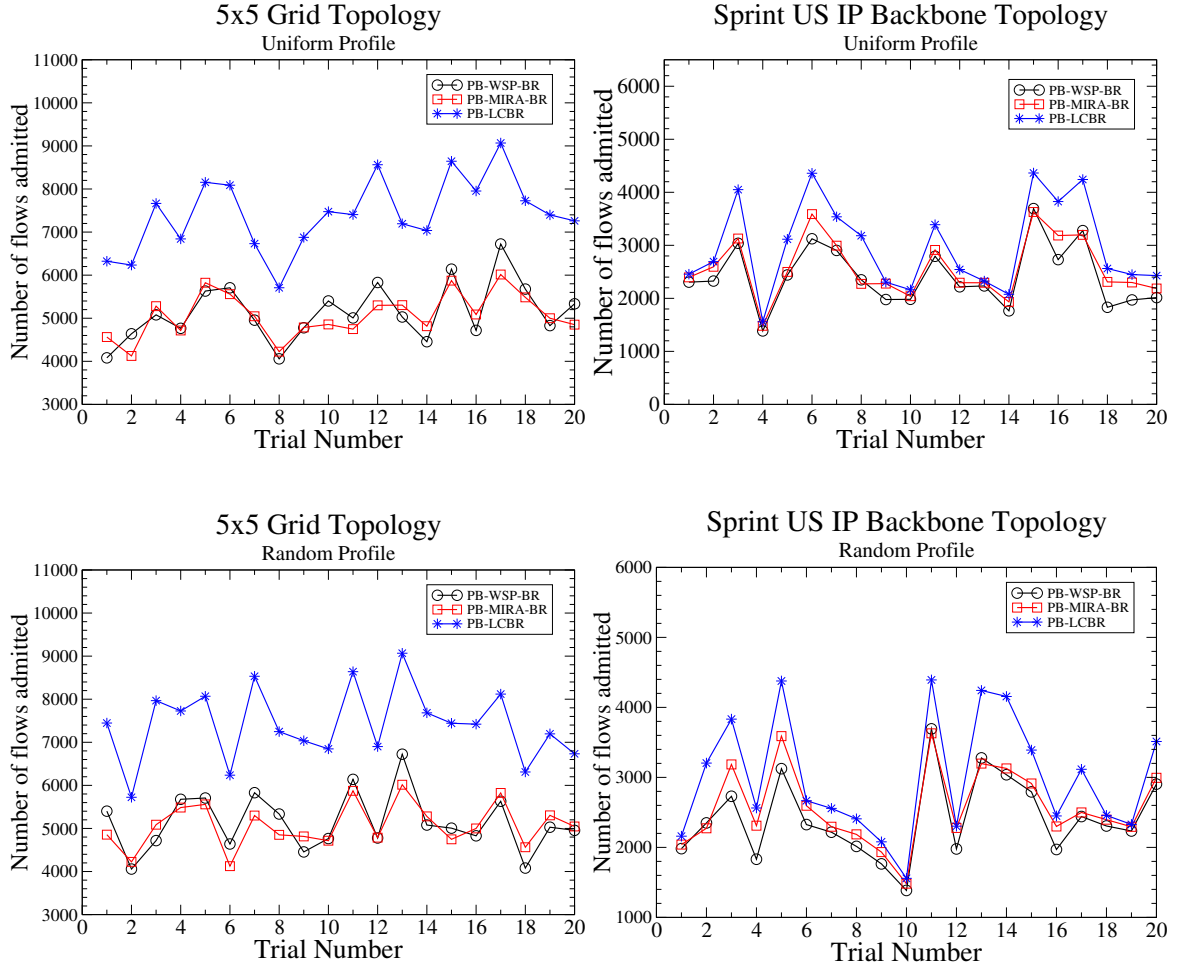 5x5 Grid Topology
Uniform Profile
11000
10000
9000
8000
7000
6000
5000
4000
3000
Number of flows admitted
PB-WSP-BR
PB-MIRA-BR
PB-LCBR
0 2 4 6 8 10 12 14 16 18 20
Trial Number
Sprint US IP Backbone Topology
Uniform Profile
6000
5000
4000
3000
2000
1000
0
Number of flows admitted
PB-WSP-BR
PB-MIRA-BR
PB-LCBR
0 2 4 6 8 10 12 14 16 18 20
Trial Number
5x5 Grid Topology
Random Profile
11000
10000
9000
8000
7000
6000
5000
4000
3000
Number of flows admitted
PB-WSP-BR
PB-MIRA-BR
PB-LCBR
0 2 4 6 8 10 12 14 16 18 20
Trial Number
Sprint US IP Backbone Topology
Random Profile
6000
5000
4000
3000
2000
1000
Number of flows admitted
PB-WSP-BR
PB-MIRA-BR
PB-LCBR
0 2 4 6 8 10 12 14 16 18 20
Trial Number